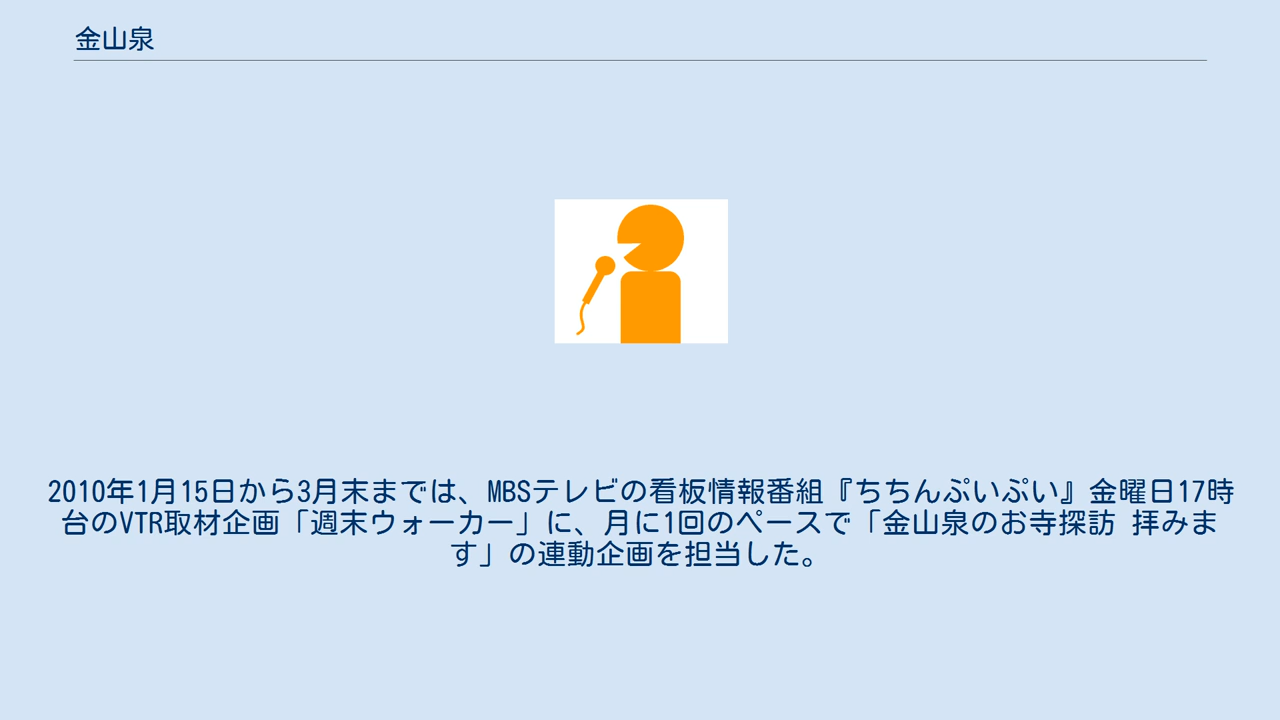 金山泉
2010年1月15日から3月末までは、MBSテレビの看板情報番組『ちちんぷいぷい』金曜日17時
台のVTR取材企画「週末ウォーカー」に、月に1回のペースで「金山泉のお寺探訪 拝みま
す」の連動企画を担当した。